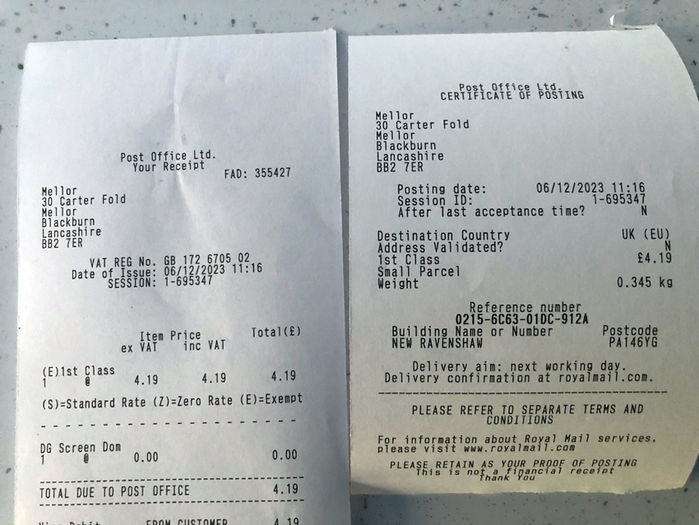 Post Office Ltd.
Your Receipt
FAD: 355427
Mellor
30 Carter Fold
Mellor
Blackburn
Lancashire
BB2 7ER
VAT REG No. GB 172 6705 02
Date of Issue: 06/12/2023 11:16
SESSION: 1-695347
Item Price Total(£)
ex VAT inc VAT
(E)1st Class
1 @ 4.19 4.19 4.19
(S)=Standard Rate (Z)=Zero Rate (E)=Exempt
DG Screen Dom
1 @ 0.00 0.00
TOTAL DUE TO POST OFFICE 4.19
Visa Debit FROM CUSTOMER 4.19
Post Office Ltd.
CERTIFICATE OF POSTING
Mellor
30 Carter Fold
Mellor
Blackburn
Lancashire
BB2 7ER
Posting date: 06/12/2023 11:16
Session ID: 1-695347
After last acceptance time? N
Destination Country UK (EU)
Address Validated? N
1st Class £4.19
Small Parcel
Weight 0.345 kg
Reference number
0215-6C63-01DC-912A
Building Name or Number Postcode
NEW RAVENSHAW PA146YG
Delivery aim: next working day.
Delivery confirmation at royalmail.com.
PLEASE REFER TO SEPARATE TERMS AND
CONDITIONS
For information about Royal Mail services,
please visit www.royalmail.com
PLEASE RETAIN AS YOUR PROOF OF POSTING
This is not a financial receipt
Thank You